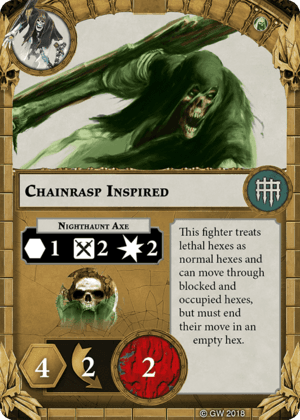 Chainrasp Inspired
Nighthaunt Axe
1 2 2
This fighter treats
lethal hexes as
normal hexes and
can move through
blocked and
occupied hexes,
but must end
their move in an
empty hex.
4 2 2
© GW 2018